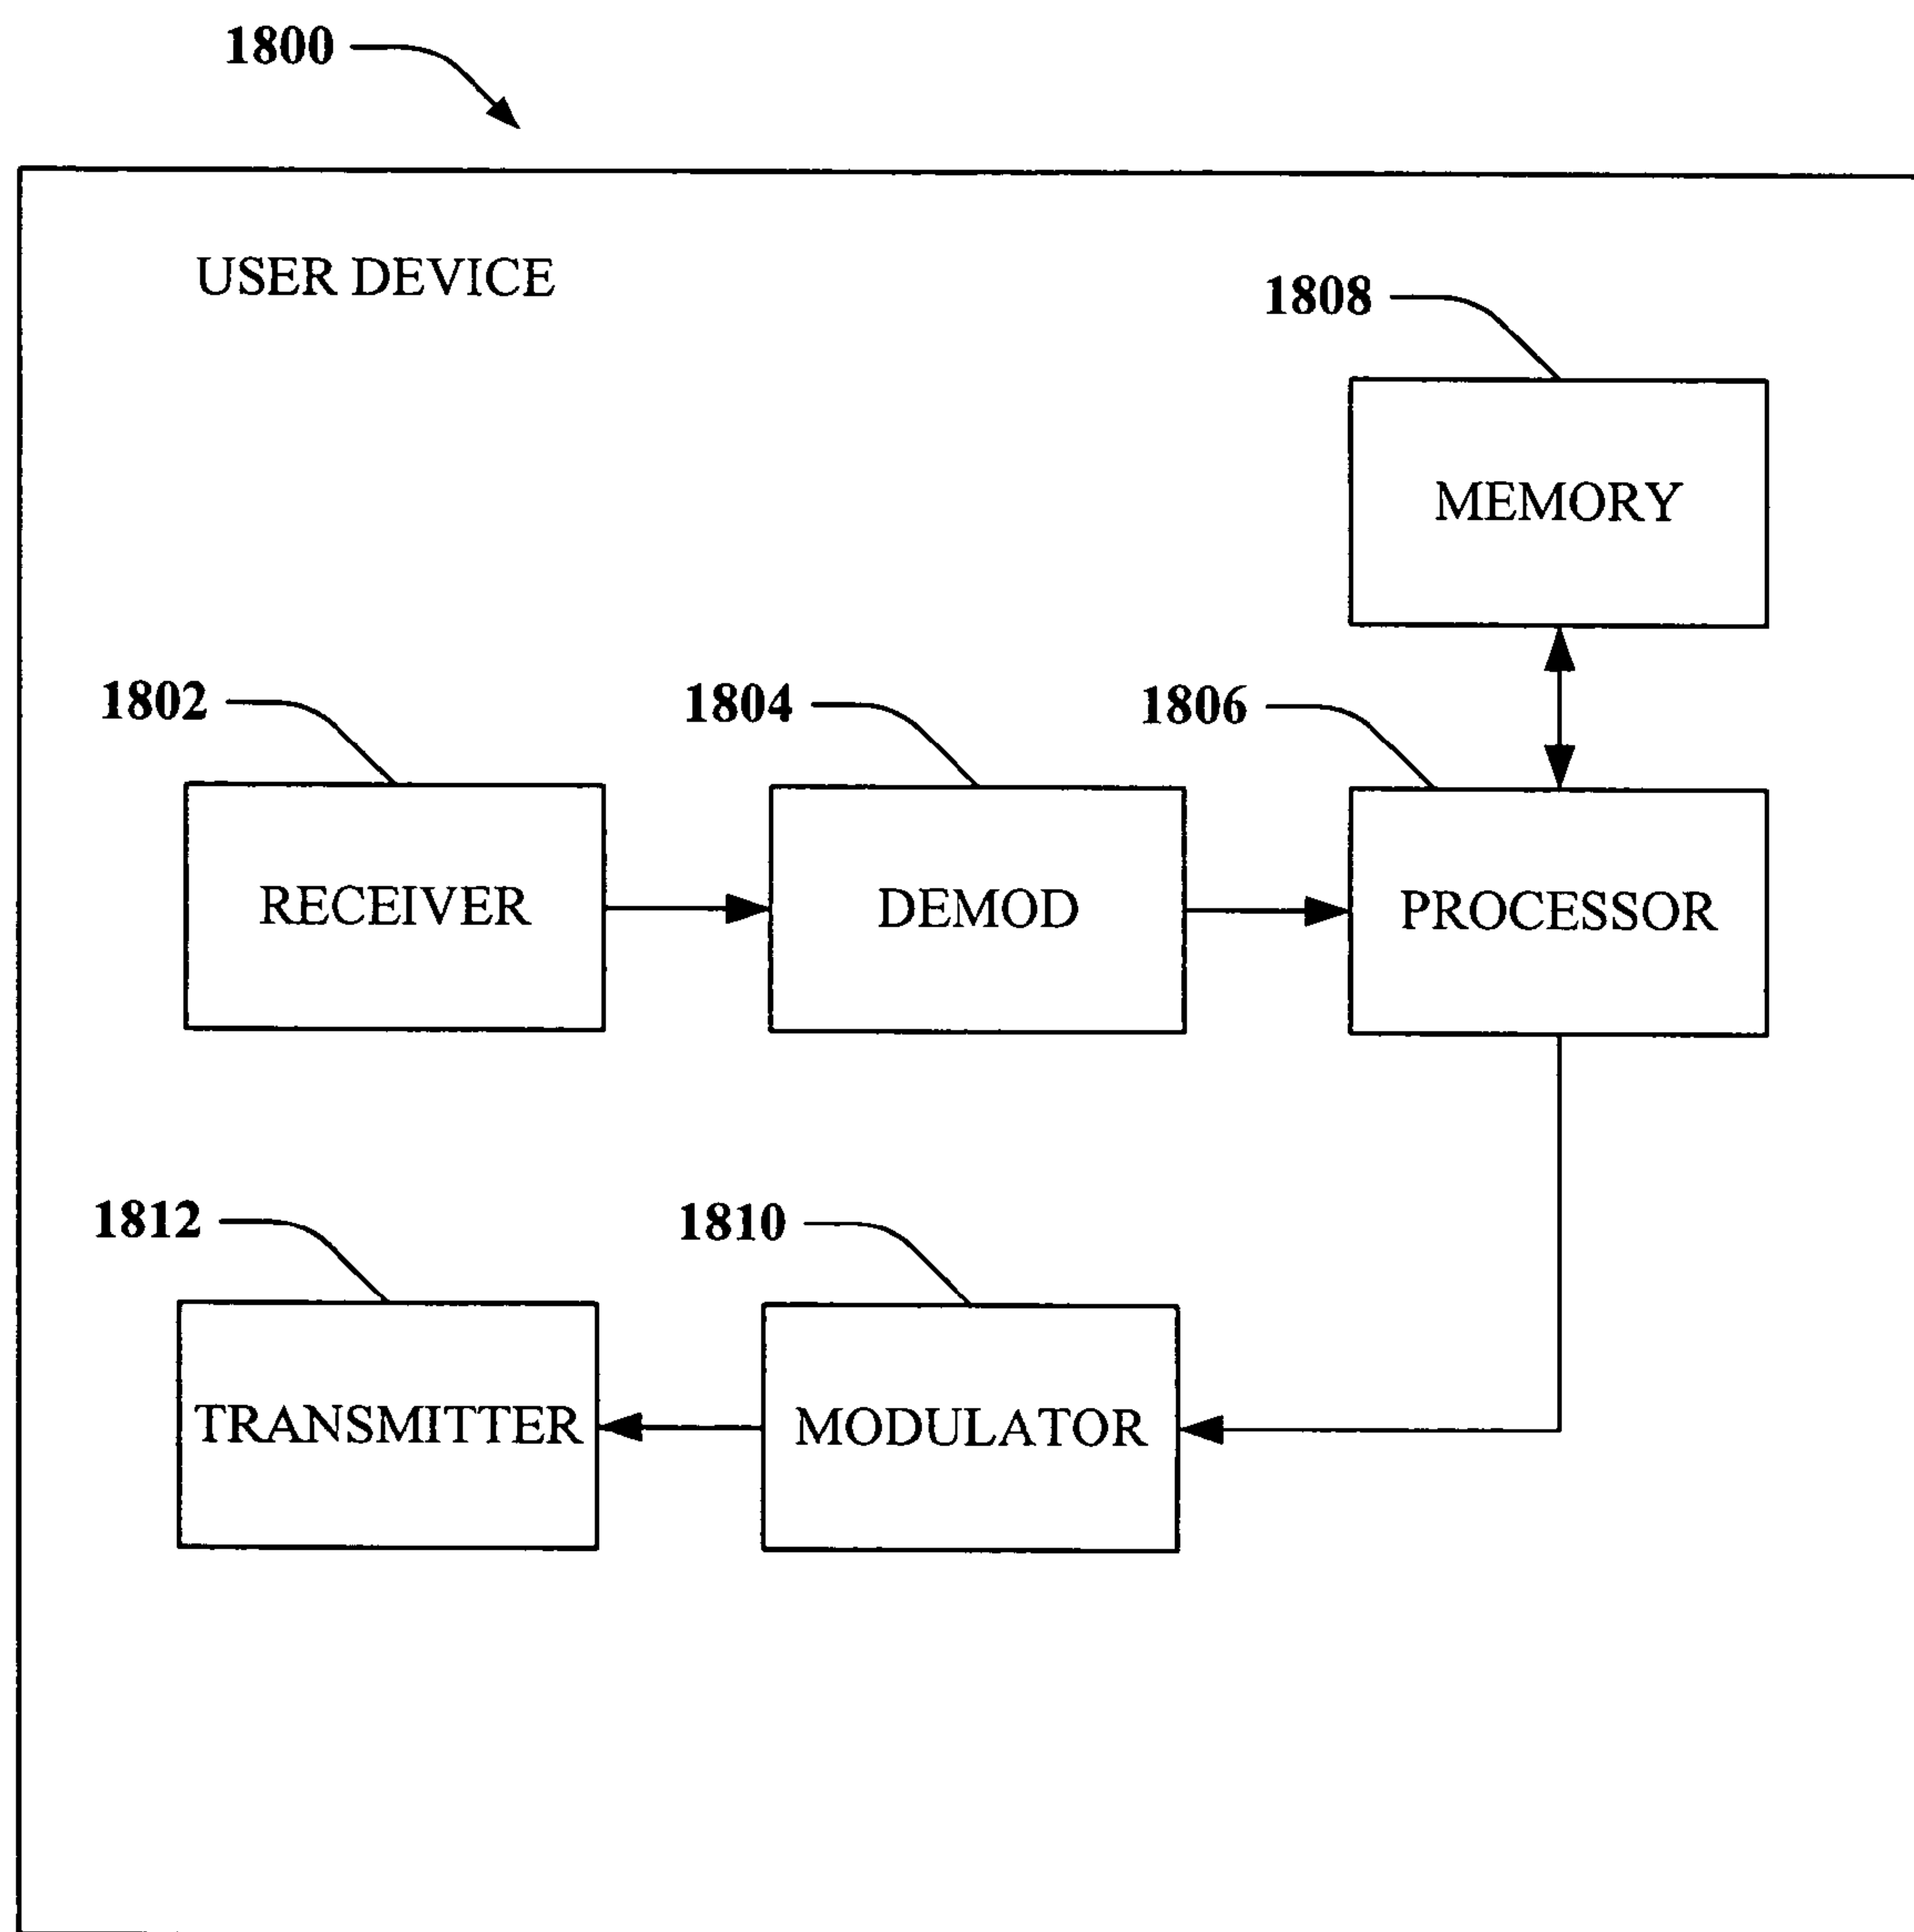 1800
USER DEVICE
1808
MEMORY
1802
1804
1806
RECEIVER
DEMOD
PROCESSOR
1812
1810
TRANSMITTER
MODULATOR